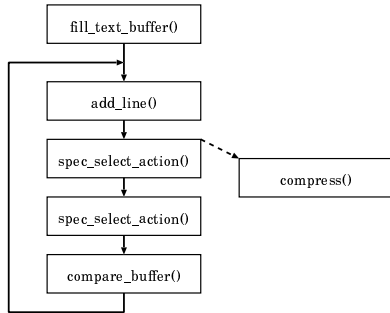 fill_text_buffer()
add_line()
spec_select_action()
compress()
spec_select_action()
compare_buffer()